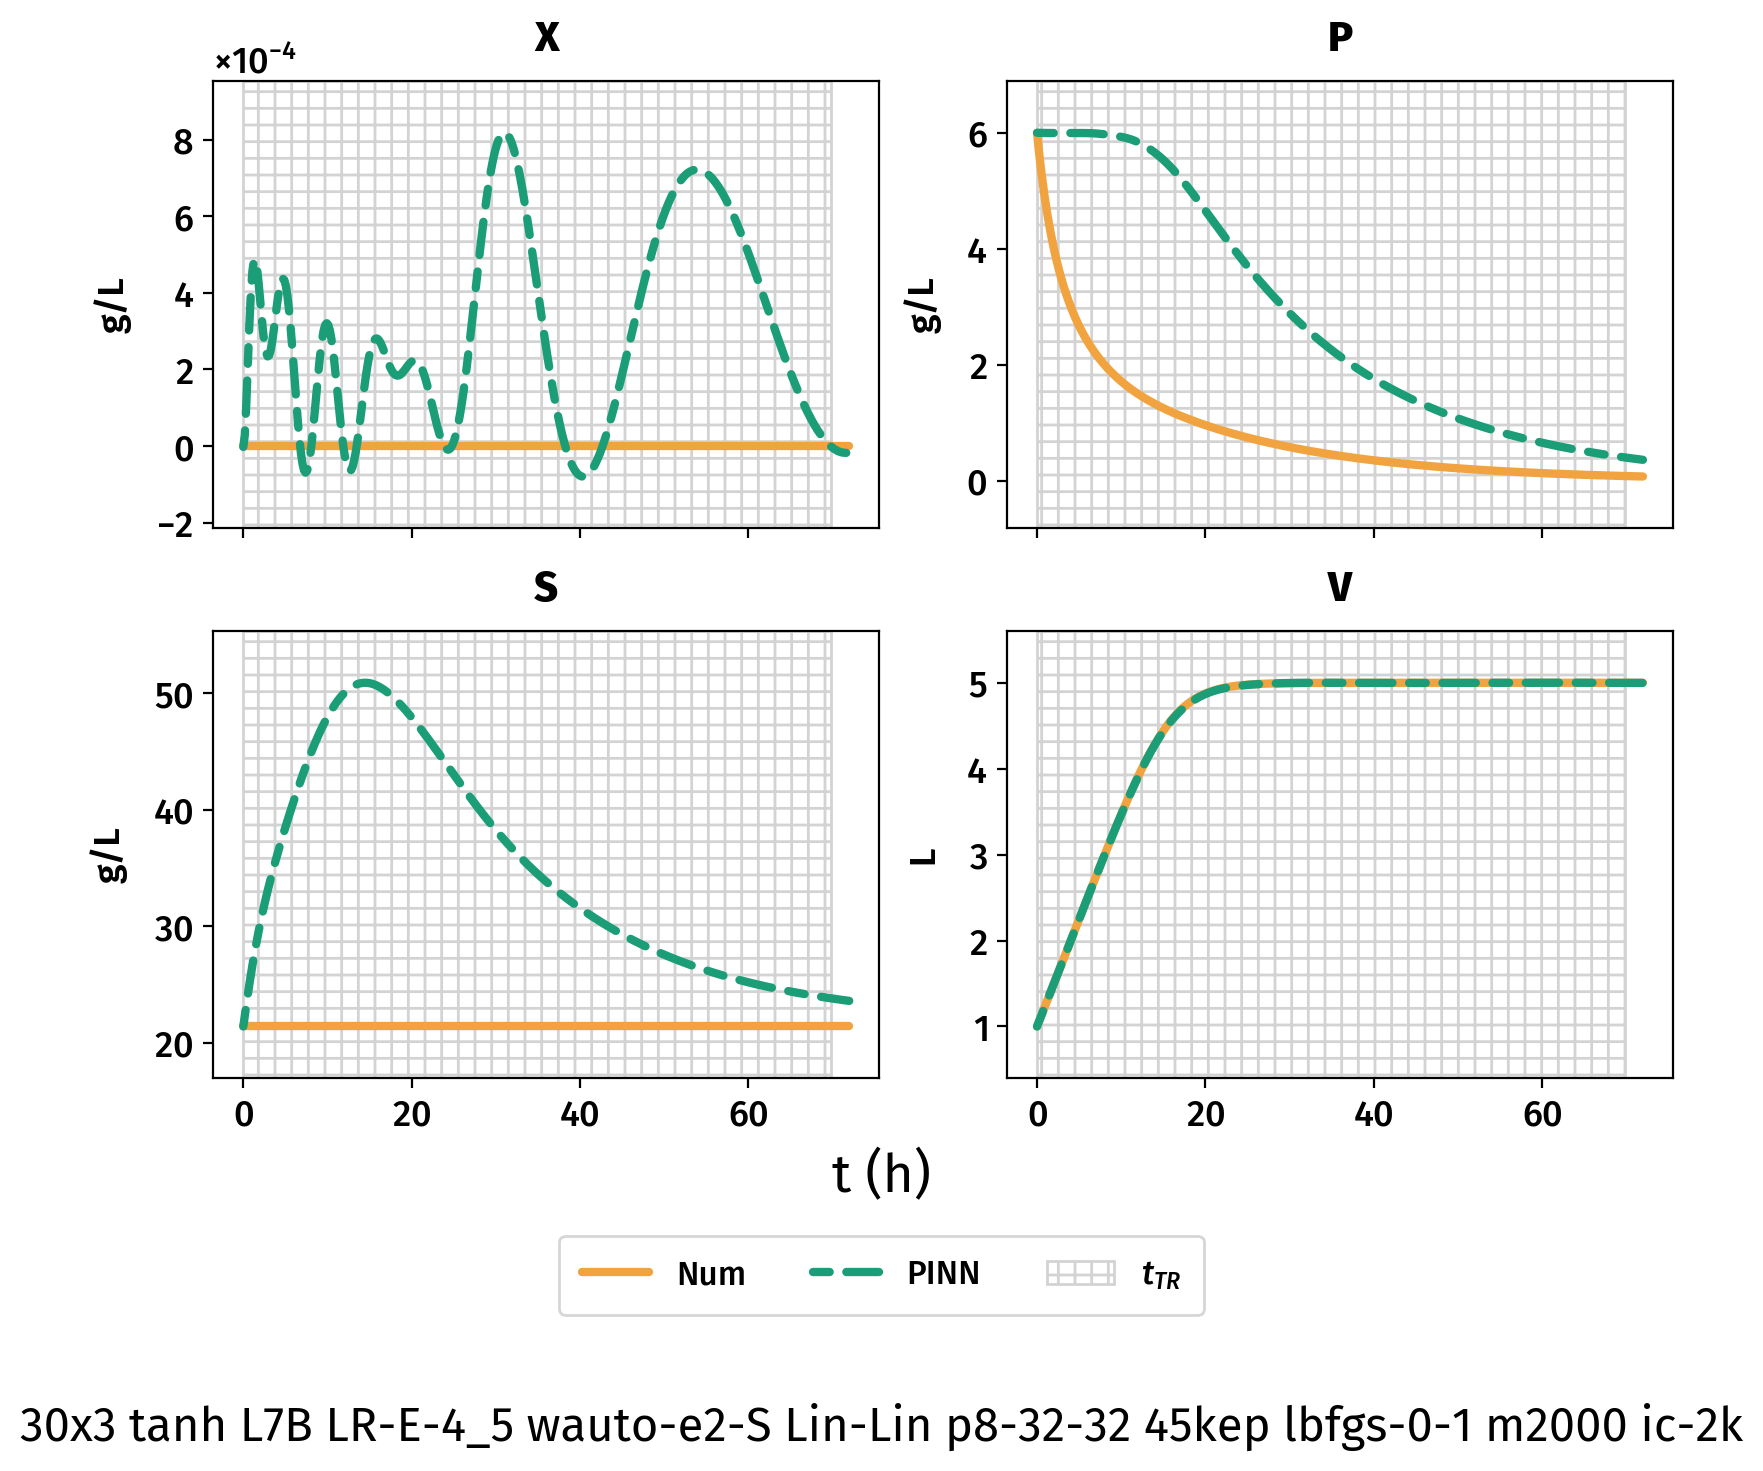 X
P
×10⁻⁴
g/L
8
6
4
2
0
−2
g/L
6
4
2
0
S
V
g/L
50
40
30
20
L
5
4
3
2
1
0 20 40 60
0 20 40 60
t (h)
Num PINN t_TR
30x3 tanh L7B LR-E-4_5 wauto-e2-S Lin-Lin p8-32-32 45kep lbfgs-0-1 m2000 ic-2k